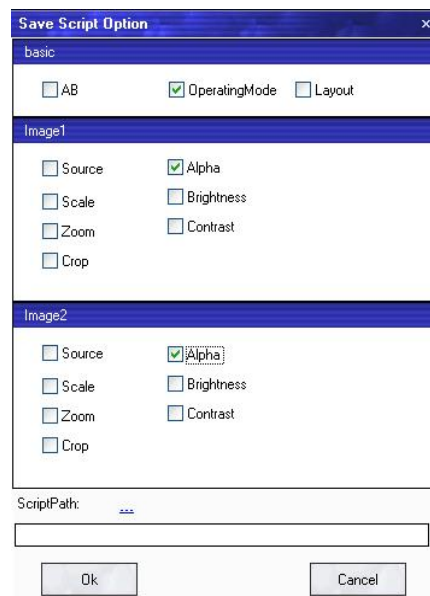 Save Script Option ×
basic
AB OperatingMode Layout
Image1
Source Alpha
Scale Brightness
Zoom Contrast
Crop
Image2
Source Alpha
Scale Brightness
Zoom Contrast
Crop
ScriptPath: ...
Ok Cancel